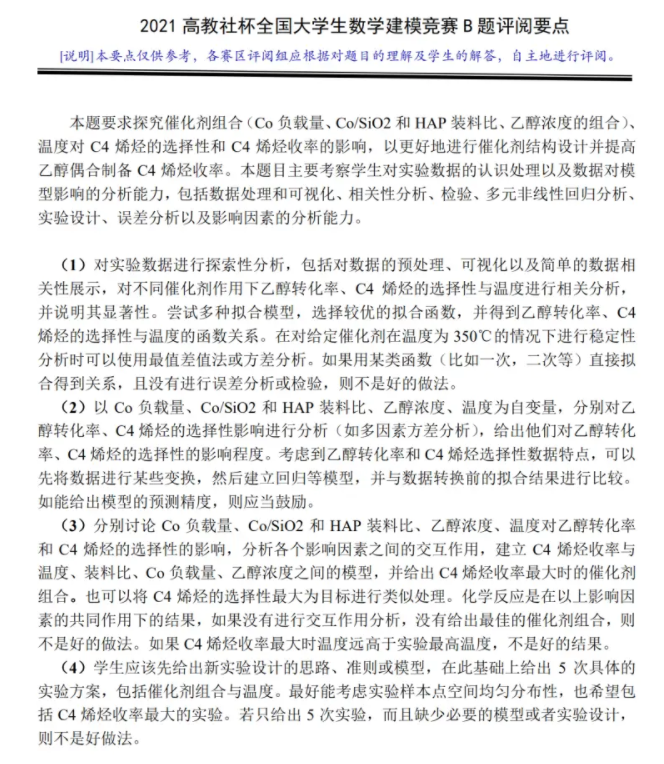 2021 高教社杯全国大学生数学建模竞赛 B 题评阅要点
[说明]本要点仅供参考，各赛区评阅组应根据对题目的理解及学生的解答，自主地进行评阅。
本题要求探究催化剂组合（Co 负载量、Co/SiO2 和 HAP 装料比、乙醇浓度的组合）、
温度对 C4 烯烃的选择性和 C4 烯烃收率的影响，以更好地进行催化剂结构设计并提高
乙醇偶合制备 C4 烯烃收率。本题目主要考察学生对实验数据的认识处理以及数据对模
型影响的分析能力，包括数据处理和可视化、相关性分析、检验、多元非线性回归分析、
实验设计、误差分析以及影响因素的分析能力。
（1）对实验数据进行探索性分析，包括对数据的预处理、可视化以及简单的数据相
关性展示，对不同催化剂作用下乙醇转化率、C4 烯烃的选择性与温度进行相关分析，
并说明其显著性。尝试多种拟合模型，选择较优的拟合函数，并得到乙醇转化率、C4
烯烃的选择性与温度的函数关系。在对给定催化剂在温度为 350℃的情况下进行稳定性
分析时可以使用最值差值法或方差分析。如果用某类函数（比如一次，二次等）直接拟
合得到关系，且没有进行误差分析或检验，则不是好的做法。
（2）以 Co 负载量、Co/SiO2 和 HAP 装料比、乙醇浓度、温度为自变量，分别对乙
醇转化率、C4 烯烃的选择性影响进行分析（如多因素方差分析），给出他们对乙醇转化
率、C4 烯烃的选择性的影响程度。考虑到乙醇转化率和 C4 烯烃选择性数据特点，可以
先将数据进行某些变换，然后建立回归等模型，并与数据转换前的拟合结果进行比较。
如能给出模型的预测精度，则应当鼓励。
（3）分别讨论 Co 负载量、Co/SiO2 和 HAP 装料比、乙醇浓度、温度对乙醇转化率
和 C4 烯烃的选择性的影响，分析各个影响因素之间的交互作用，建立 C4 烯烃收率与
温度、装料比、Co 负载量、乙醇浓度之间的模型，并给出 C4 烯烃收率最大时的催化剂
组合。也可以将 C4 烯烃的选择性最大为目标进行类似处理。化学反应是在以上影响因
素的共同作用下的结果，如果没有进行交互作用分析，没有给出最佳的催化剂组合，则
不是好的做法。如果 C4 烯烃收率最大时温度远高于实验最高温度，不是好的结果。
（4）学生应该先给出新实验设计的思路、准则或模型，在此基础上给出 5 次具体的
实验方案，包括催化剂组合与温度。最好能考虑实验样本点空间均匀分布性，也希望包
括 C4 烯烃收率最大的实验。若只给出 5 次实验，而且缺少必要的模型或者实验设计，
则不是好做法。